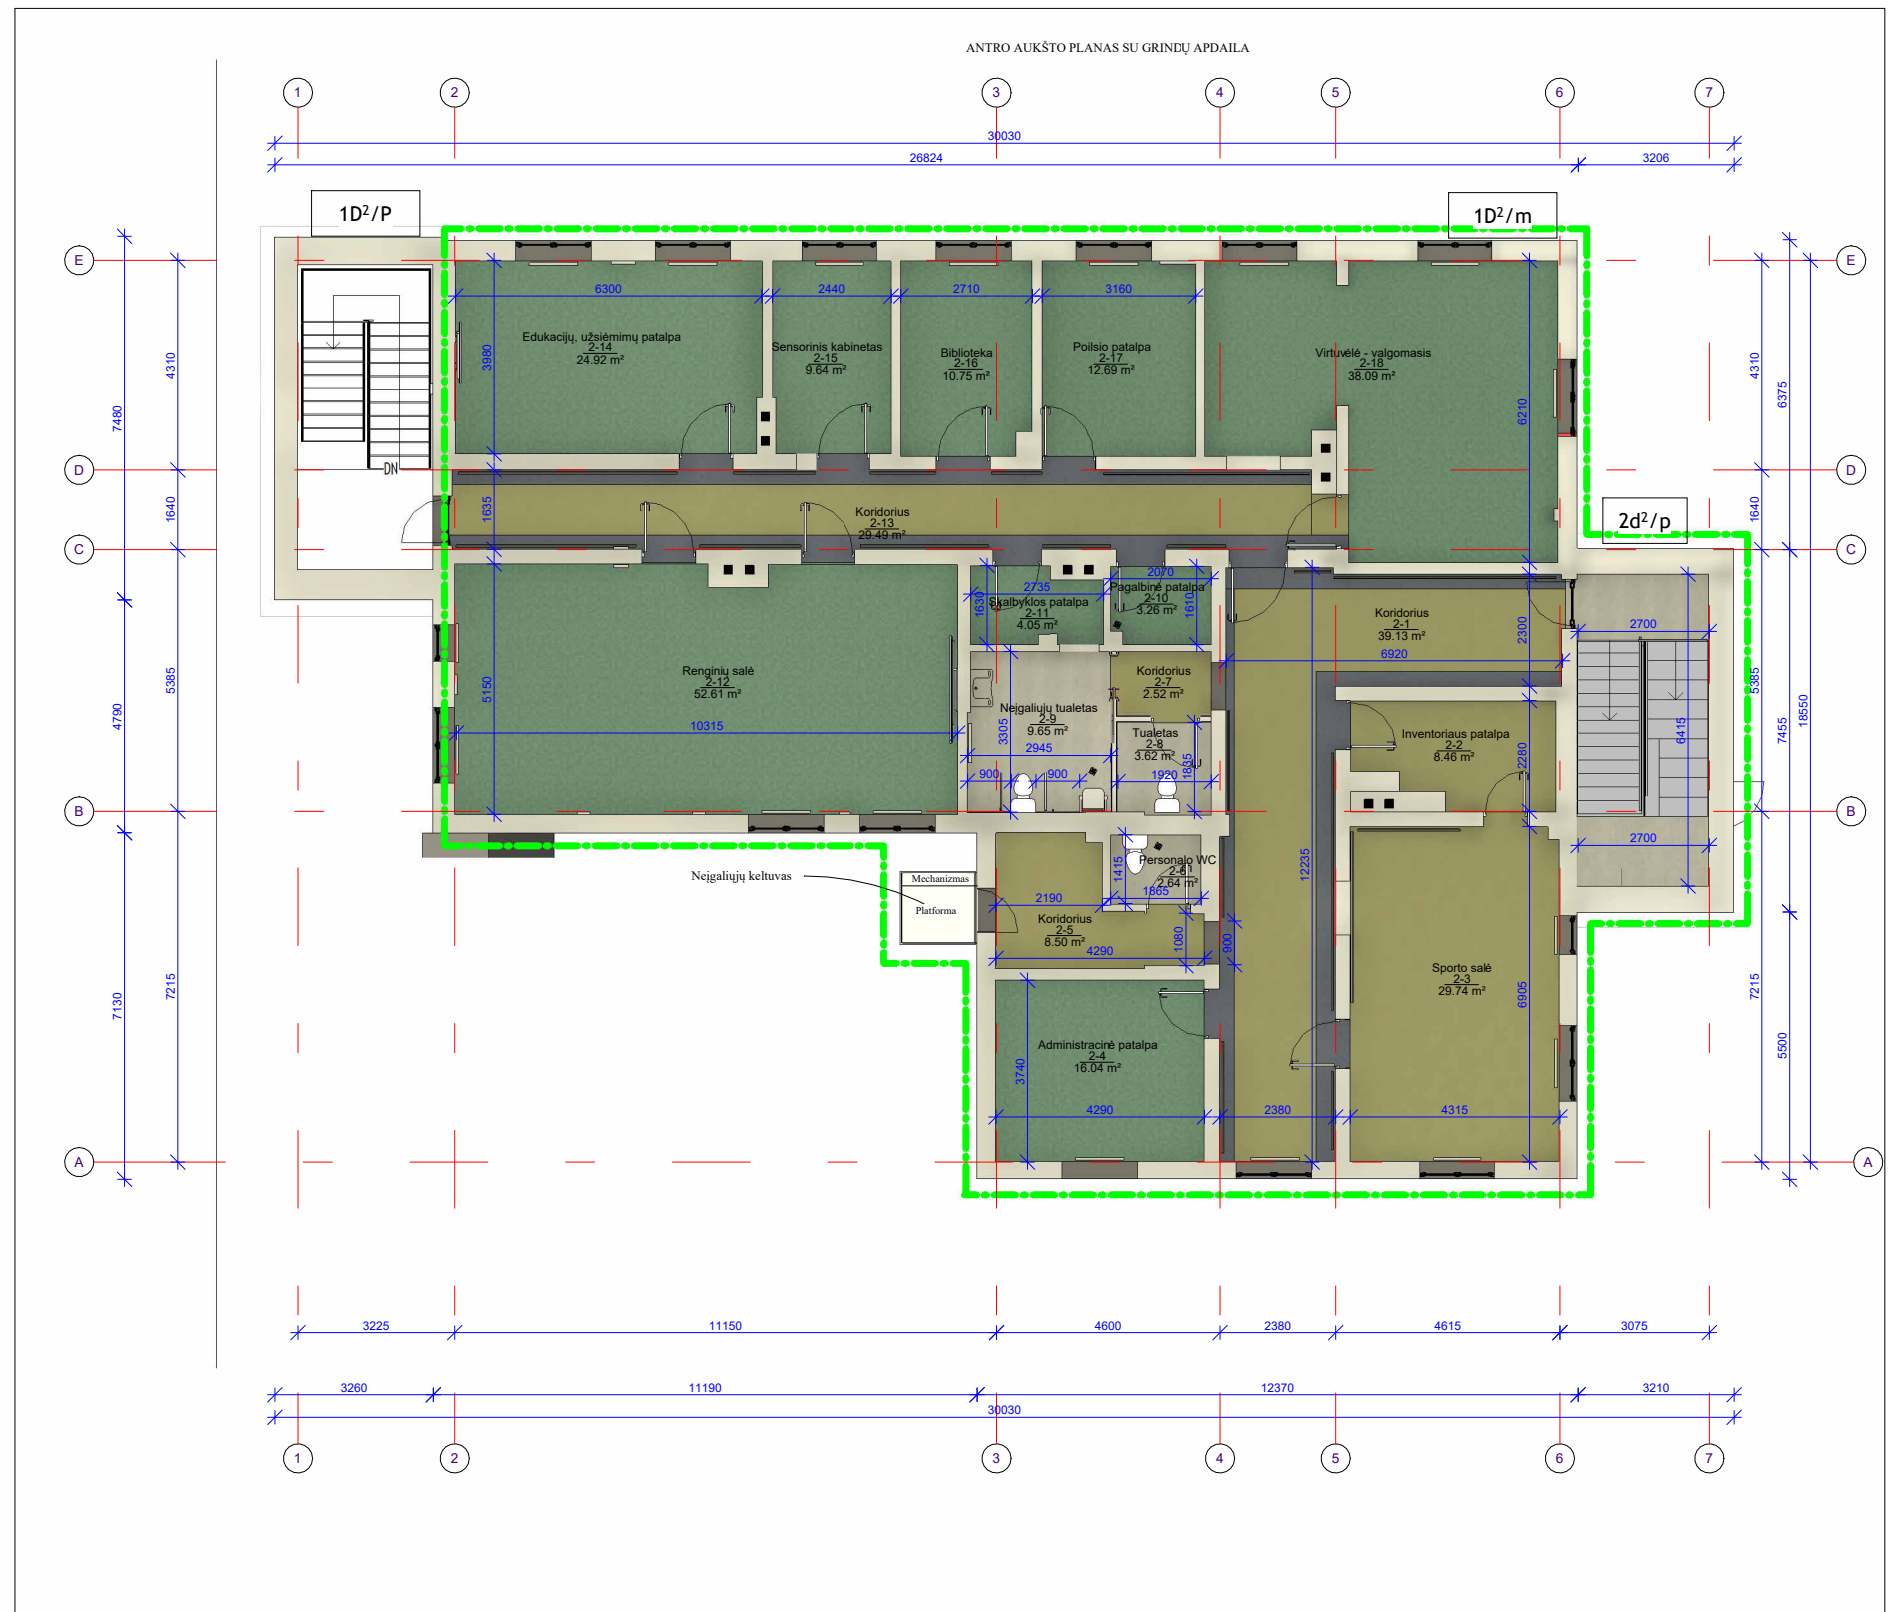 ANTRO AUKŠTO PLANAS SU GRINDŲ APDAILA
1 2 3 4 5 6 7
30030
26824 3206
1D²/P 1D²/m
E E
D D
C C
B B
A A
4310
1640
5385
7215
7480
4790
7130
6300 2440 2710 3160
3980
Edukacijų, užsiėmimų patalpa
2-14
24.92 m²
Sensorinis kabinetas
2-15
9.64 m²
Biblioteka
2-16
10.75 m²
Poilsio patalpa
2-17
12.69 m²
Virtuvėlė - valgomasis
2-18
38.09 m²
6210
4310
6375
1640
DN
1635
Koridorius
2-13
29.49 m²
2d²/p
Renginių salė
2-12
52.61 m²
5150
10315
1630
2735
Skalbyklos patalpa
2-11
4.05 m²
2070
Pagalbinė patalpa
2-10
3.26 m²
1610
Koridorius
2-1
39.13 m²
2300
6920
2700
Koridorius
2-7
2.52 m²
Neįgaliųjų tualetas
2-9
9.65 m²
3305
2945
900 900
Tualetas
2-8
3.62 m²
1835
1920
Inventoriaus patalpa
2-2
8.46 m²
2280
6415
5385
7455
18550
2700
Neįgaliųjų keltuvas
Mechanizmas
Platforma
1415
Personalo WC
2-6
2.64 m²
1865
2190
Koridorius
2-5
8.50 m²
4290
1080
900
12235
Sporto salė
2-3
29.74 m²
6905
7215
5500
Administracinė patalpa
2-4
16.04 m²
3740
4290 2380 4315
3225 11150 4600 2380 4615 3075
3260 11190 12370 3210
30030
1 2 3 4 5 6 7